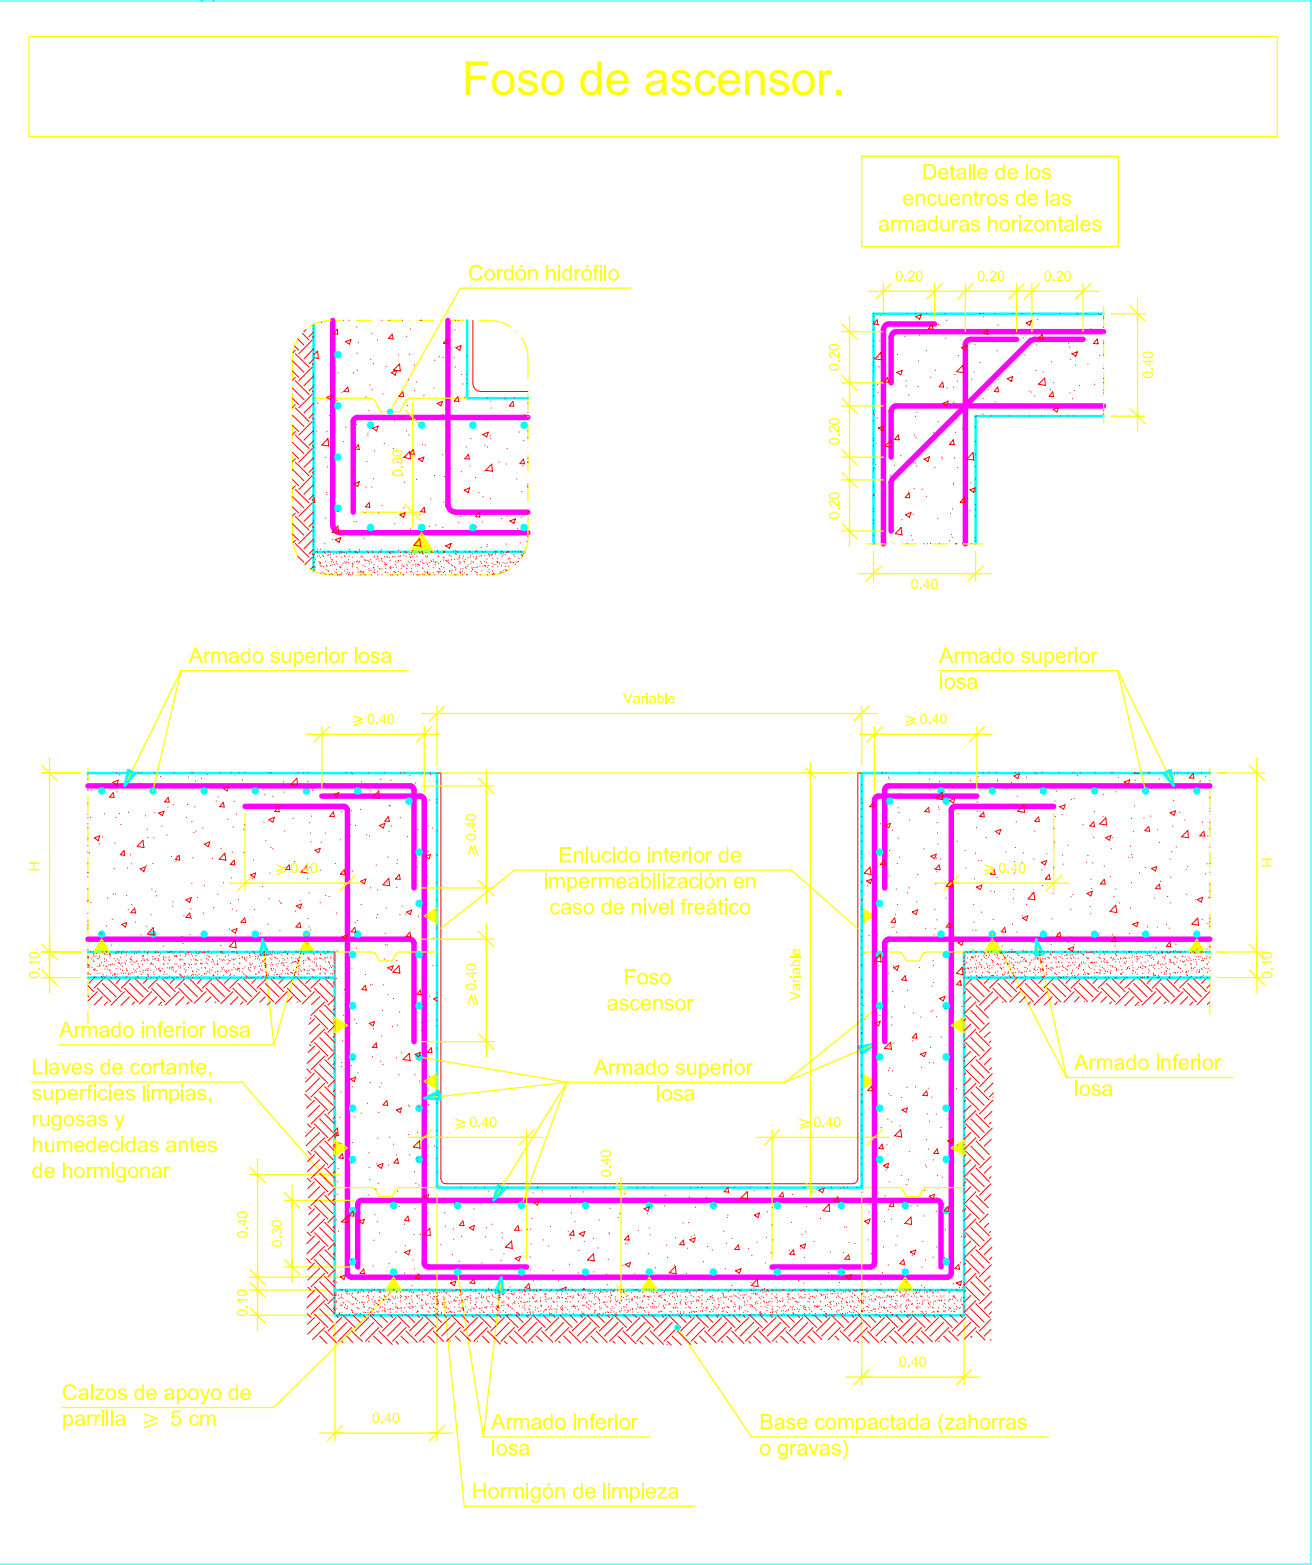 Foso de ascensor.
Detalle de los
encuentros de las
armaduras horizontales
Cordón hidrófilo
0.20
0.20
0.20
0.20
0.20
0.20
0.40
0.40
0.30
Armado superior losa
Armado superior
losa
Variable
⩾ 0.40
⩾ 0.40
H
0.10
⩾ 0.40
⩾ 0.40
⩾ 0.40
Enlucido interior de
impermeabilización en
caso de nivel freático
Variable
⩾ 0.40
H
0.10
Foso
ascensor
Armado inferior losa
Llaves de cortante,
superficies limpias,
rugosas y
humedecidas antes
de hormigonar
Armado superior
losa
Armado inferior
losa
⩾ 0.40
⩾ 0.40
0.40
0.40
0.30
0.10
0.40
0.40
Calzos de apoyo de
parrilla ⩾ 5 cm
Armado inferior
losa
Base compactada (zahorras
o gravas)
Hormigón de limpieza